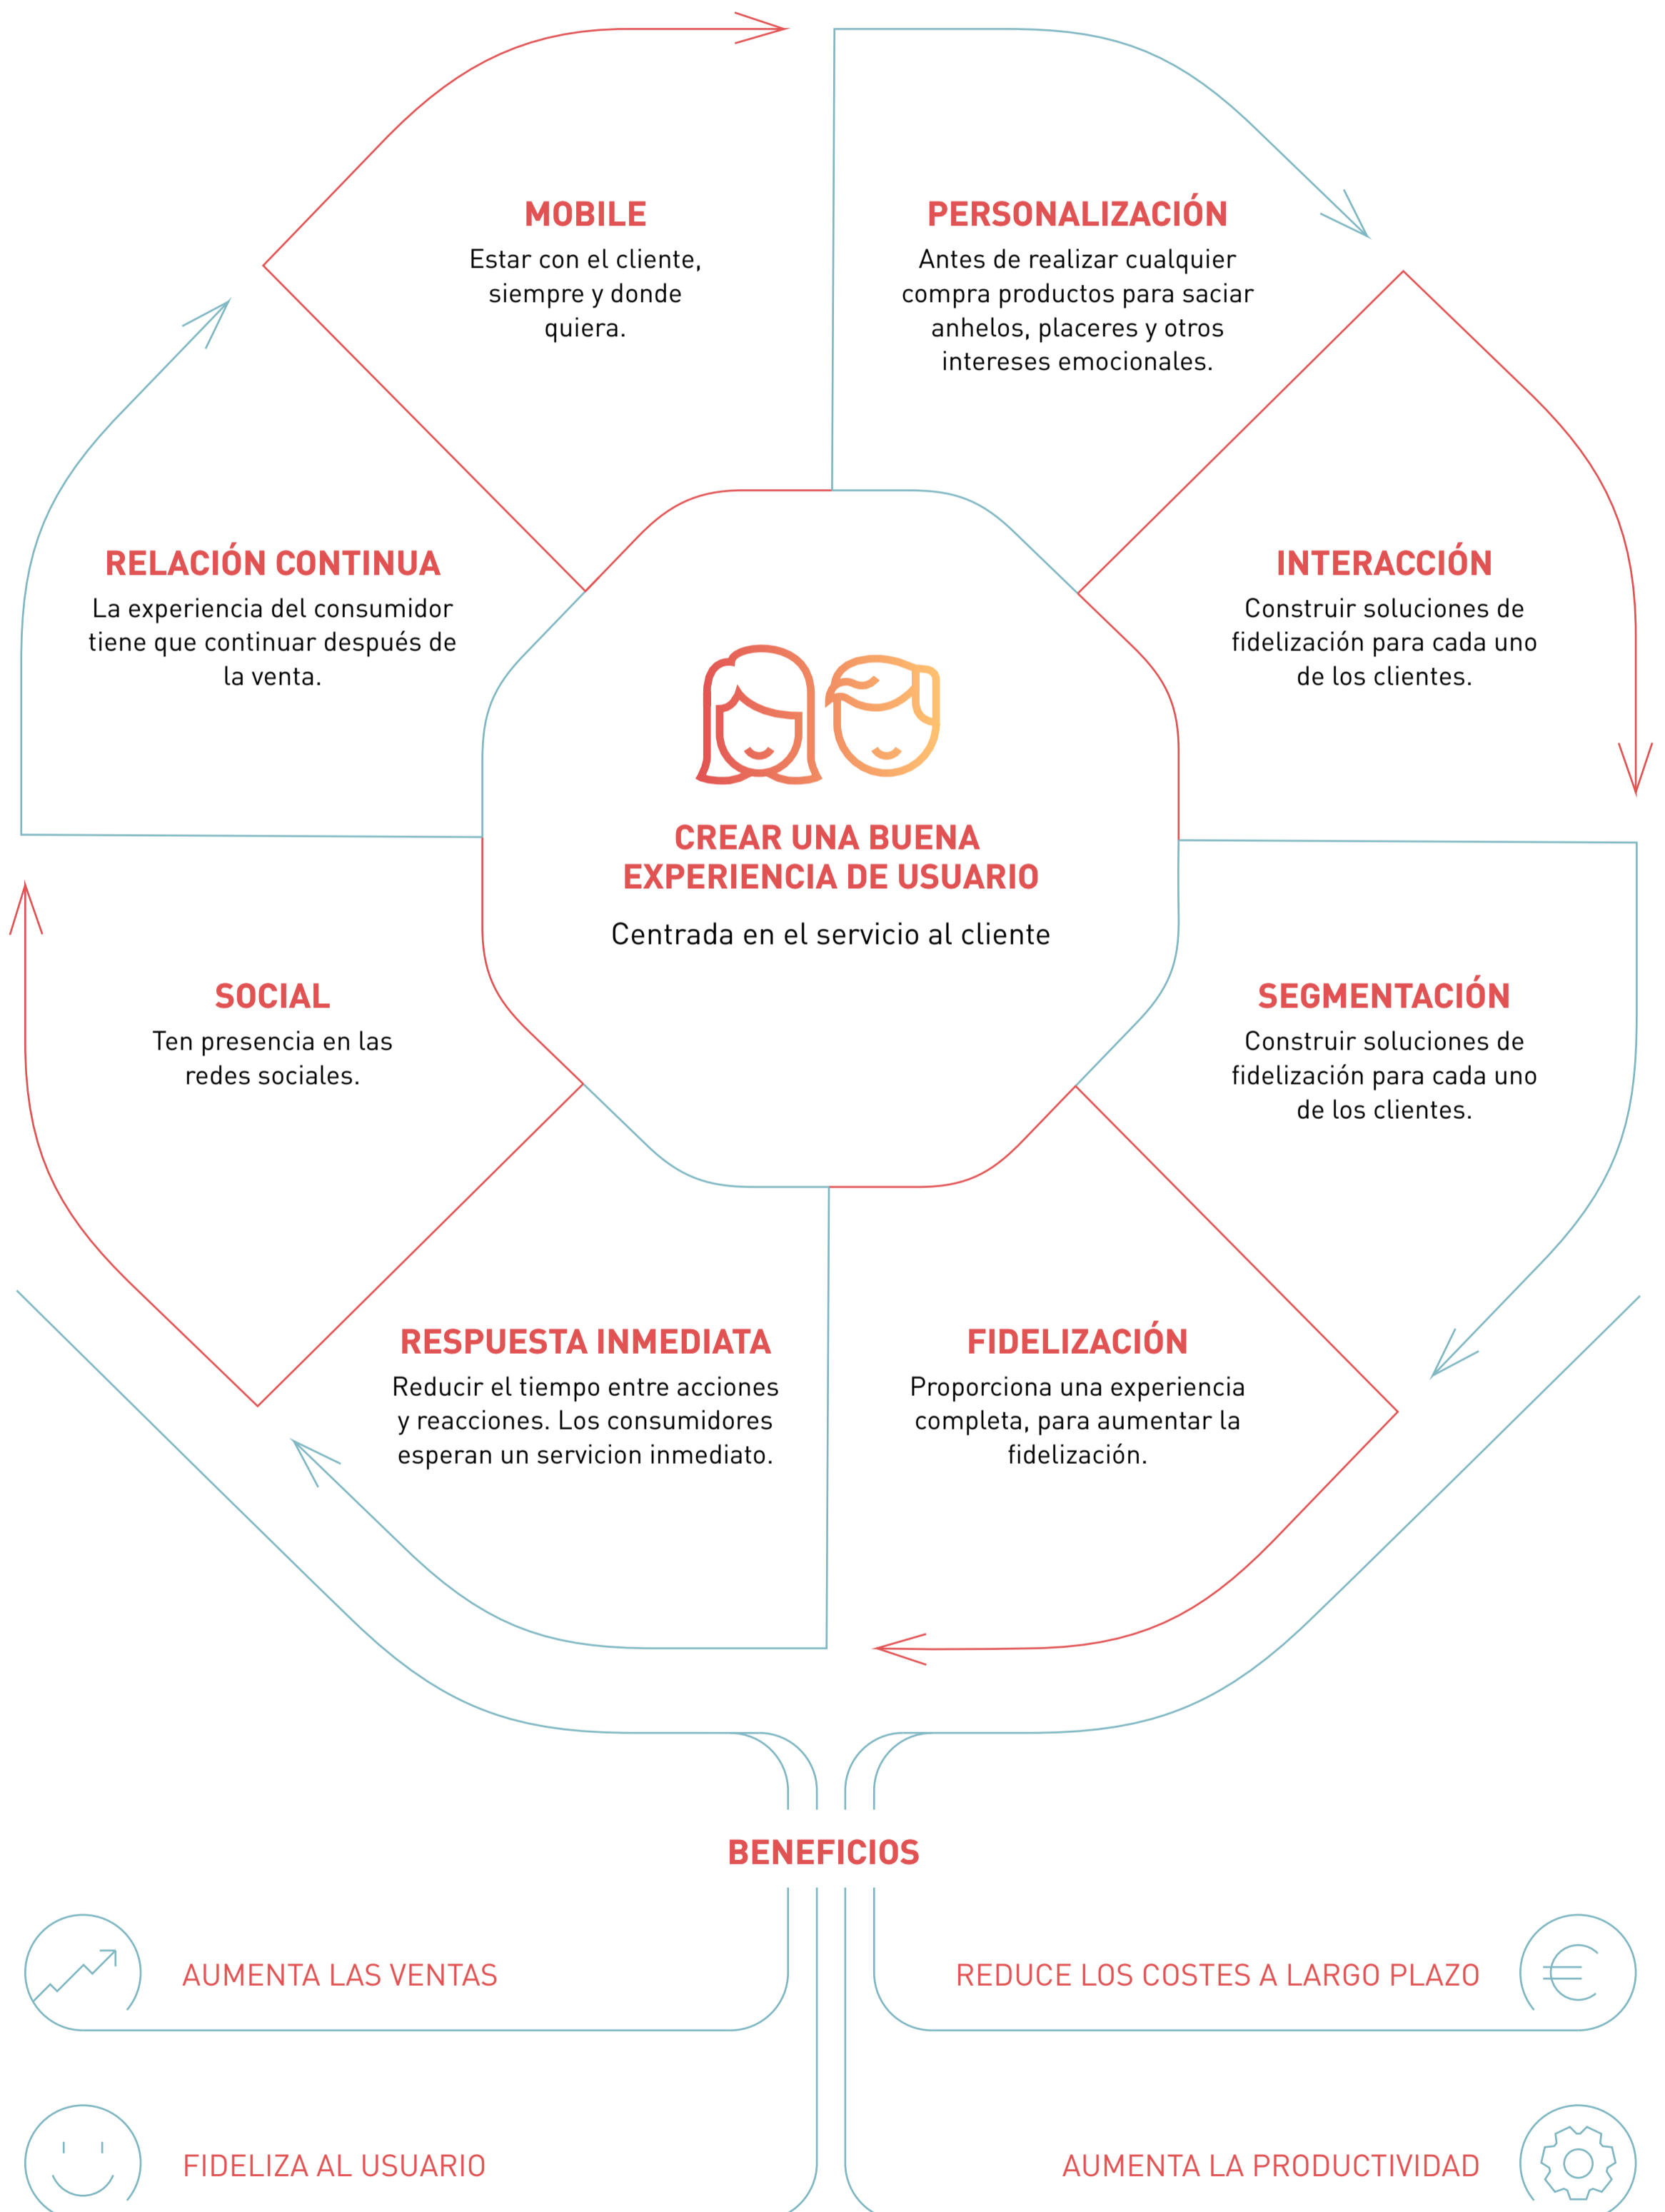 MOBILE
Estar con el cliente,
siempre y donde
quiera.
PERSONALIZACIÓN
Antes de realizar cualquier
compra productos para saciar
anhelos, placeres y otros
intereses emocionales.
RELACIÓN CONTINUA
La experiencia del consumidor
tiene que continuar después de
la venta.
INTERACCIÓN
Construir soluciones de
fidelización para cada uno
de los clientes.
CREAR UNA BUENA
EXPERIENCIA DE USUARIO
Centrada en el servicio al cliente
SOCIAL
Ten presencia en las
redes sociales.
SEGMENTACIÓN
Construir soluciones de
fidelización para cada uno
de los clientes.
RESPUESTA INMEDIATA
Reducir el tiempo entre acciones
y reacciones. Los consumidores
esperan un servicion inmediato.
FIDELIZACIÓN
Proporciona una experiencia
completa, para aumentar la
fidelización.
BENEFICIOS
AUMENTA LAS VENTAS
REDUCE LOS COSTES A LARGO PLAZO
FIDELIZA AL USUARIO
AUMENTA LA PRODUCTIVIDAD